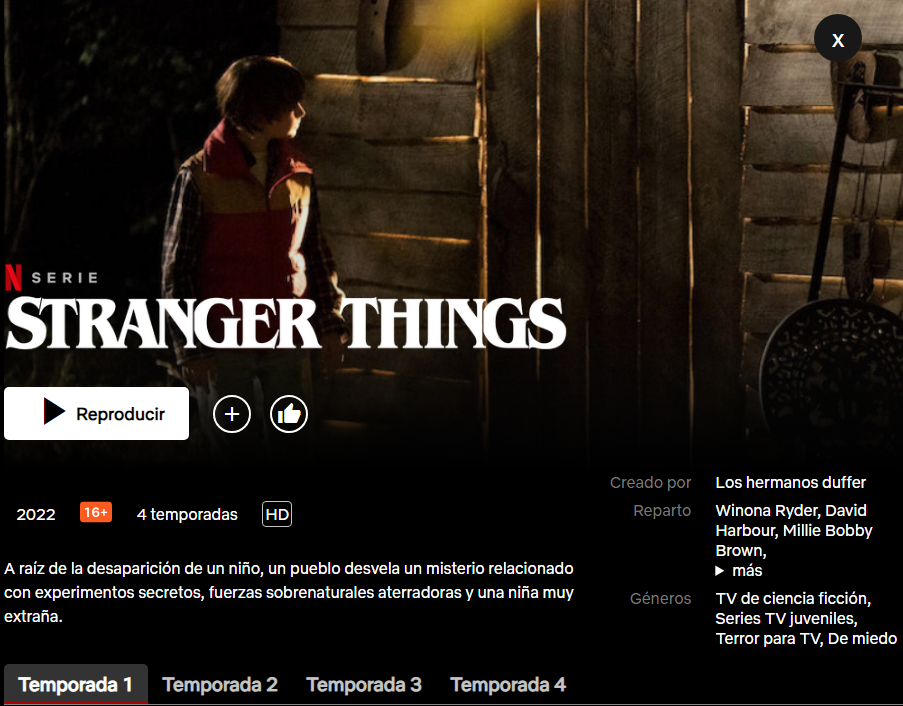 X
N SERIE
STRANGER THINGS
Reproducir
2022 16+ 4 temporadas HD
A raíz de la desaparición de un niño, un pueblo desvela un misterio relacionado
con experimentos secretos, fuerzas sobrenaturales aterradoras y una niña muy
extraña.
Creado por Los hermanos duffer
Reparto Winona Ryder, David
Harbour, Millie Bobby
Brown,
más
Géneros TV de ciencia ficción,
Series TV juveniles,
Terror para TV, De miedo
Temporada 1 Temporada 2 Temporada 3 Temporada 4